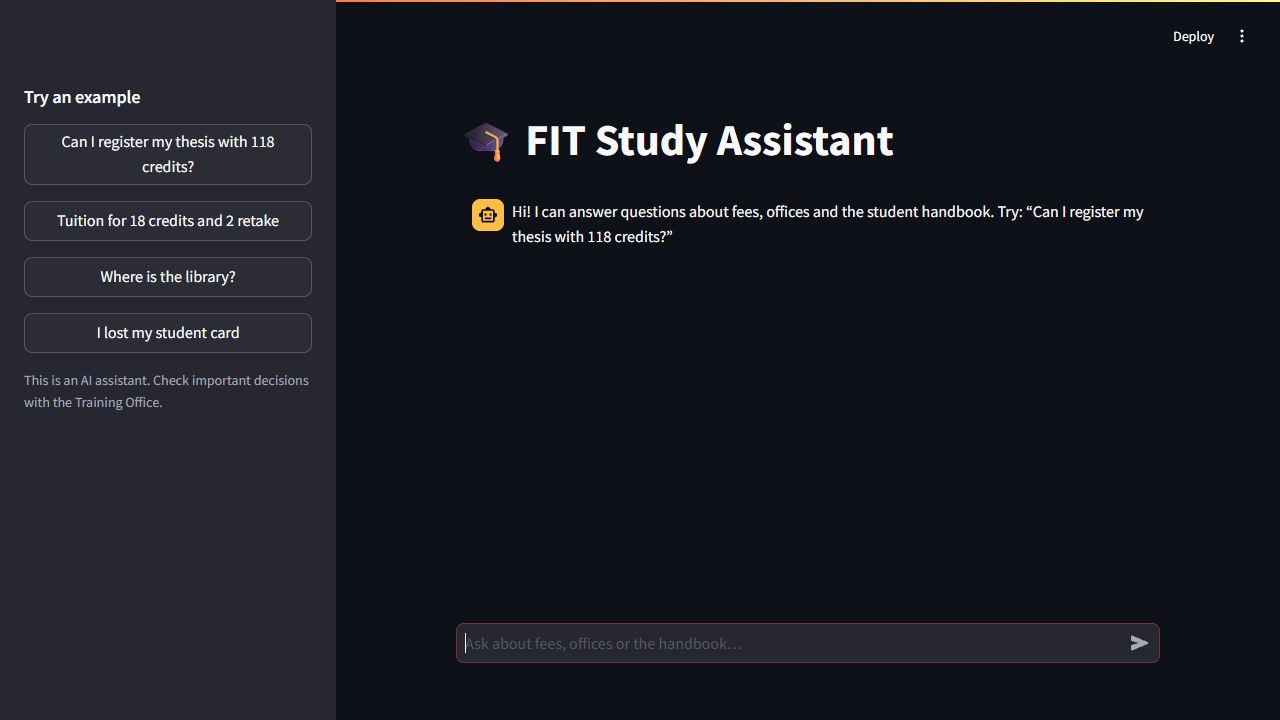 Deploy
Try an example
Can I register my thesis with 118
credits?
Tuition for 18 credits and 2 retake
Where is the library?
I lost my student card
This is an AI assistant. Check important decisions
with the Training Office.
FIT Study Assistant
Hi! I can answer questions about fees, offices and the student handbook. Try: “Can I register my
thesis with 118 credits?”
Ask about fees, offices or the handbook…